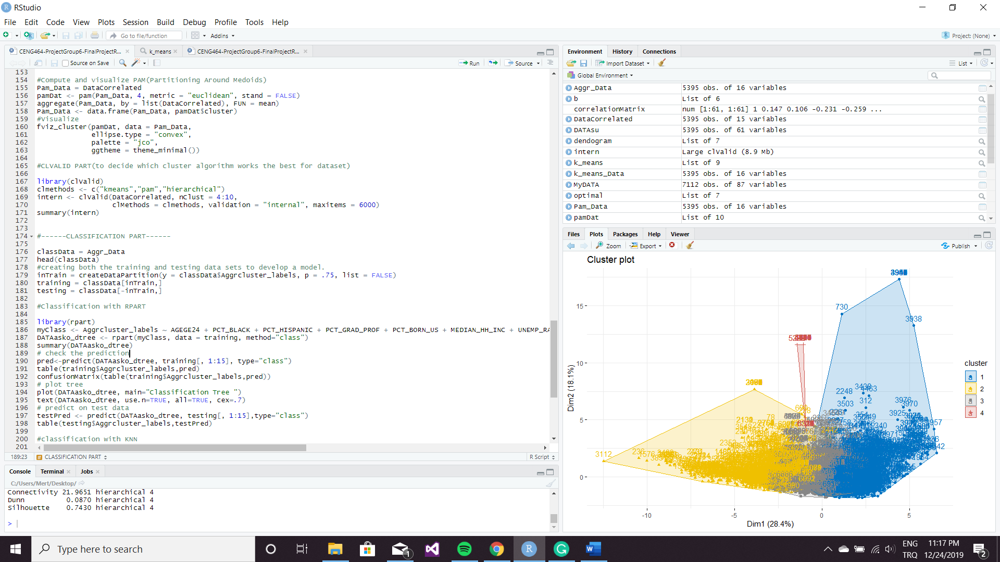 RStudio
File Edit Code View Plots Session Build Debug Profile Tools Help
Go to file/function Addins Project: (None)
CENG464-ProjectGroup6-FinalProjectR... k_means CENG464-ProjectGroup6-FinalProjectR...
Source on Save Run Source
153
154 #Compute and visualize PAM(Partitioning Around Medoids)
155 Pam_Data = DataCorrelated
156 pamDat <- pam(Pam_Data, 4, metric = "euclidean", stand = FALSE)
157 aggregate(Pam_Data, by = list(DataCorrelated), FUN = mean)
158 Pam_Data <- data.frame(Pam_Data, pamDat$cluster)
159 #Visualize
160 fviz_cluster(pamDat, data = Pam_Data,
161 ellipse.type = "convex",
162 palette = "jco",
163 ggtheme = theme_minimal())
164
165 #CLVALID PART(to decide which cluster algorithm works the best for dataset)
166
167 library(clValid)
168 clmethods <- c("kmeans","pam","hierarchical")
169 intern <- clValid(DataCorrelated, nClust = 4:10,
170 clMethods = clmethods, validation = "internal", maxitems = 6000)
171 summary(intern)
172
173
174 #------CLASSIFICATION PART------
175
176 classData = Aggr_Data
177 head(classData)
178 #creating both the training and testing data sets to develop a model.
179 inTrain = createDataPartition(y = classData$Aggrcluster_labels, p = .75, list = FALSE)
180 training = classData[inTrain,]
181 testing = classData[-inTrain,]
182
183 #Classification with RPART
184
185 library(rpart)
186 myClass <- Aggrcluster_labels ~ AGEGE24 + PCT_BLACK + PCT_HISPANIC + PCT_GRAD_PROF + PCT_BORN_US + MEDIAN_HH_INC + UNEMP_RA
187 DATAasko_dtree <- rpart(myClass, data = training, method="class")
188 summary(DATAasko_dtree)
189 # check the prediction
190 pred<-predict(DATAasko_dtree, training[, 1:15], type="class")
191 table(training$Aggrcluster_labels,pred)
192 confusionMatrix(table(training$Aggrcluster_labels,pred))
193 # plot tree
194 plot(DATAasko_dtree, main="Classification Tree ")
195 text(DATAasko_dtree, use.n=TRUE, all=TRUE, cex=.7)
196 # predict on test data
197 testPred <- predict(DATAasko_dtree, testing[, 1:15],type="class")
198 table(testing$Aggrcluster_labels,testPred)
199
200 #classification with KNN
201
189:23 CLASSIFICATION PART R Script
Console Terminal Jobs
C:/Users/Mert/Desktop/
Connectivity 21.9651 hierarchical 4
Dunn 0.0870 hierarchical 4
Silhouette 0.7430 hierarchical 4
>
Environment History Connections
Import Dataset List
Global Environment
Aggr_Data 5395 obs. of 16 variables
b List of 6
correlationMatrix num [1:61, 1:61] 1 0.147 0.106 -0.231 -0.259 ...
DataCorrelated 5395 obs. of 15 variables
DATAsu 5395 obs. of 61 variables
dendogram List of 7
intern Large clValid (8.9 Mb)
k_means List of 9
k_means_Data 5395 obs. of 16 variables
MyDATA 7112 obs. of 87 variables
optimal List of 7
Pam_Data 5395 obs. of 16 variables
pamDat List of 10
Files Plots Packages Help Viewer
Zoom Export Publish
Cluster plot
730
3938
2248
3503
312
3976
3970
3925
3112
78
15
10
5
0
-10 -5 0 5
Dim1 (28.4%)
Dim2 (18.1%)
cluster
1
2
3
4
Type here to search
1
ENG 11:17 PM
TRQ 12/24/2019
2